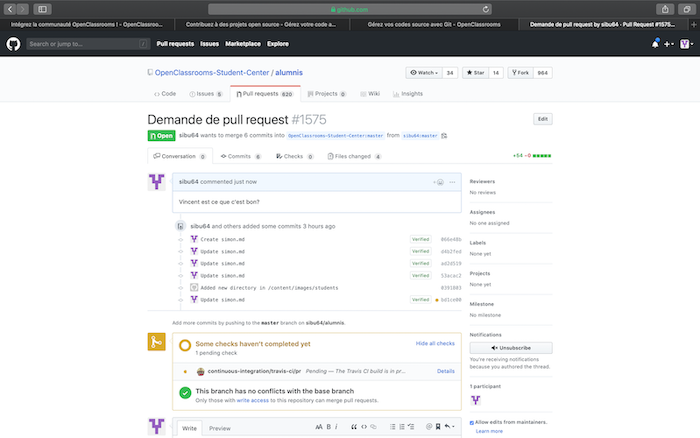 github.com
Intégrez la communauté OpenClassrooms ! - OpenClassroo...
Contribuez à des projets open source - Gérez votre code a...
Gérez vos codes source avec Git - OpenClassrooms
Demande de pull request by sibu64 · Pull Request #1575...
Search or jump to...
Pull requests Issues Marketplace Explore
OpenClassrooms-Student-Center / alumnis
Watch 34 Star 14 Fork 964
Code Issues 5 Pull requests 620 Projects 0 Wiki Insights
Demande de pull request #1575
Edit
Open sibu64 wants to merge 6 commits into OpenClassrooms-Student-Center:master from sibu64:master
Conversation 0 Commits 6 Checks 0 Files changed 4
+54 −0
sibu64 commented just now
Vincent est ce que c'est bon?
sibu64 and others added some commits 3 hours ago
Create simon.md Verified
Update simon.md Verified
Update simon.md Verified ad2d519
Update simon.md Verified 53acac2
Added new directory in /content/images/students 8391803
Update simon.md Verified bd1ce00
Add more commits by pushing to the master branch on sibu64/alumnis.
Some checks haven't completed yet Hide all checks
1 pending check
continuous-integration/travis-ci/pr Pending — The Travis CI build is in pr... Details
This branch has no conflicts with the base branch
Only those with write access to this repository can merge pull requests.
Write Preview
Reviewers
No reviews
Assignees
No one assigned
Labels
None yet
Projects
None yet
Milestone
No milestone
Notifications
Unsubscribe
You're receiving notifications
because you authored the thread.
1 participant
Allow edits from maintainers.
Learn more